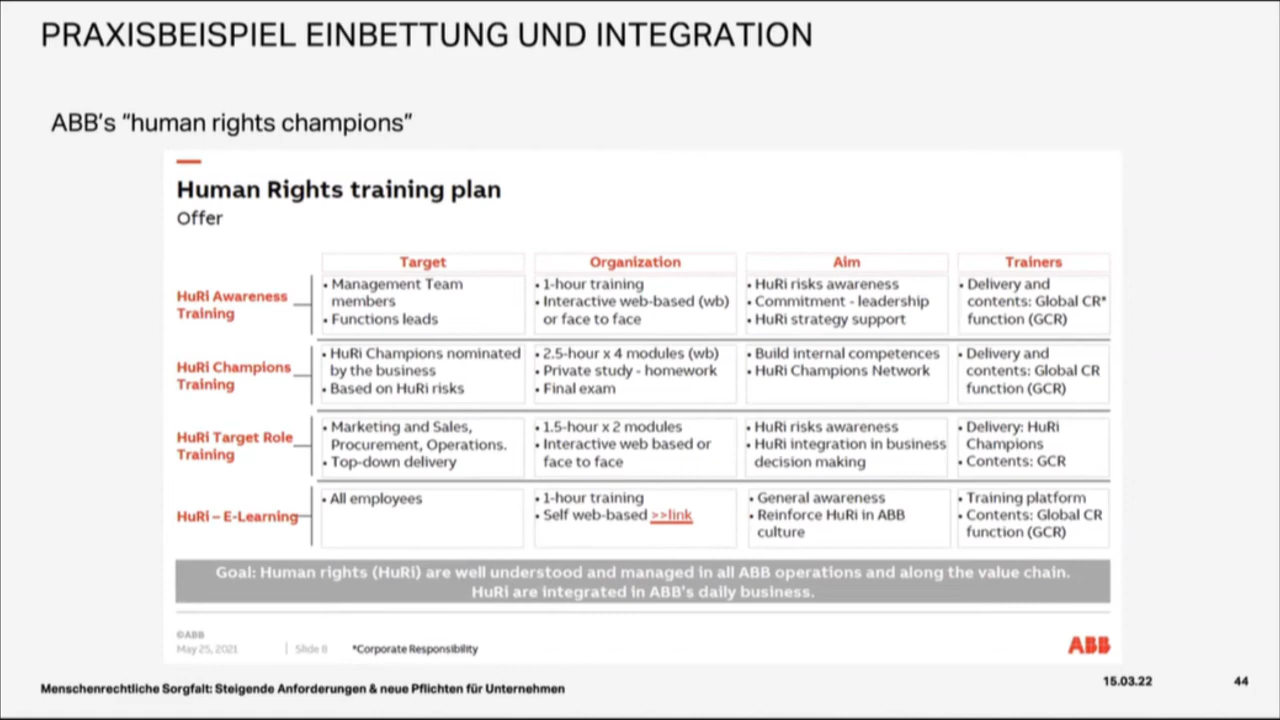 PRAXISBEISPIEL EINBETTUNG UND INTEGRATION
ABB's “human rights champions”
Human Rights training plan
Offer
Target
Organization
Aim
Trainers
HuRi Awareness
Training
• Management Team
members
• Functions leads
• 1-hour training
• Interactive web-based (wb)
or face to face
• HuRi risks awareness
• Commitment - leadership
• HuRi strategy support
• Delivery and
contents: Global CR*
function (GCR)
HuRi Champions
Training
• HuRi Champions nominated
by the business
• Based on HuRi risks
• 2.5-hour x 4 modules (wb)
• Private study - homework
• Final exam
• Build internal competences
• HuRi Champions Network
• Delivery and
contents: Global CR
function (GCR)
HuRi Target Role
Training
• Marketing and Sales,
Procurement, Operations.
• Top-down delivery
• 1.5-hour x 2 modules
• Interactive web based or
face to face
• HuRi risks awareness
• HuRi integration in business
decision making
• Delivery: HuRi
Champions
• Contents: GCR
HuRi – E-Learning
• All employees
• 1-hour training
• Self web-based >>link
• General awareness
• Reinforce HuRi in ABB
culture
• Training platform
• Contents: Global CR
function (GCR)
Goal: Human rights (HuRi) are well understood and managed in all ABB operations and along the value chain.
HuRi are integrated in ABB's daily business.
©ABB
May 25, 2021
Slide 8
*Corporate Responsibility
ABB
Menschenrechtliche Sorgfalt: Steigende Anforderungen & neue Pflichten für Unternehmen
15.03.22
44